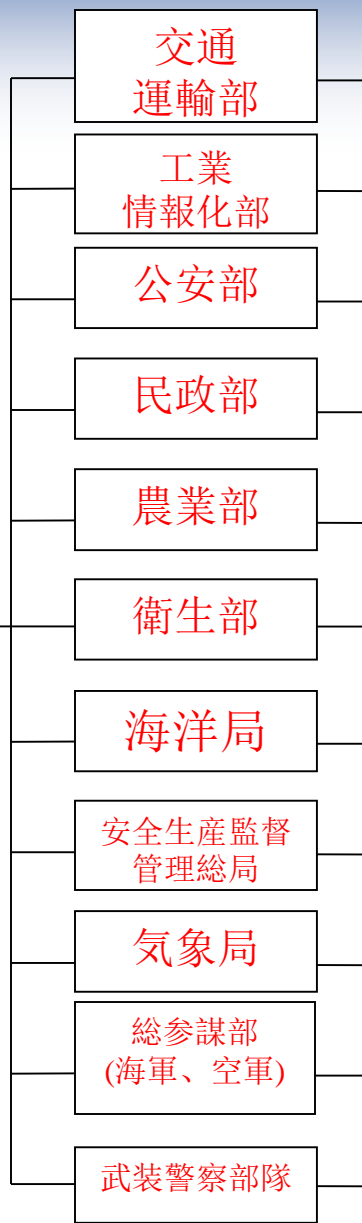 交通
運輸部
工業
情報化部
公安部
民政部
農業部
衛生部
海洋局
安全生産監督
管理総局
気象局
総参謀部
(海軍、空軍)
武装警察部隊